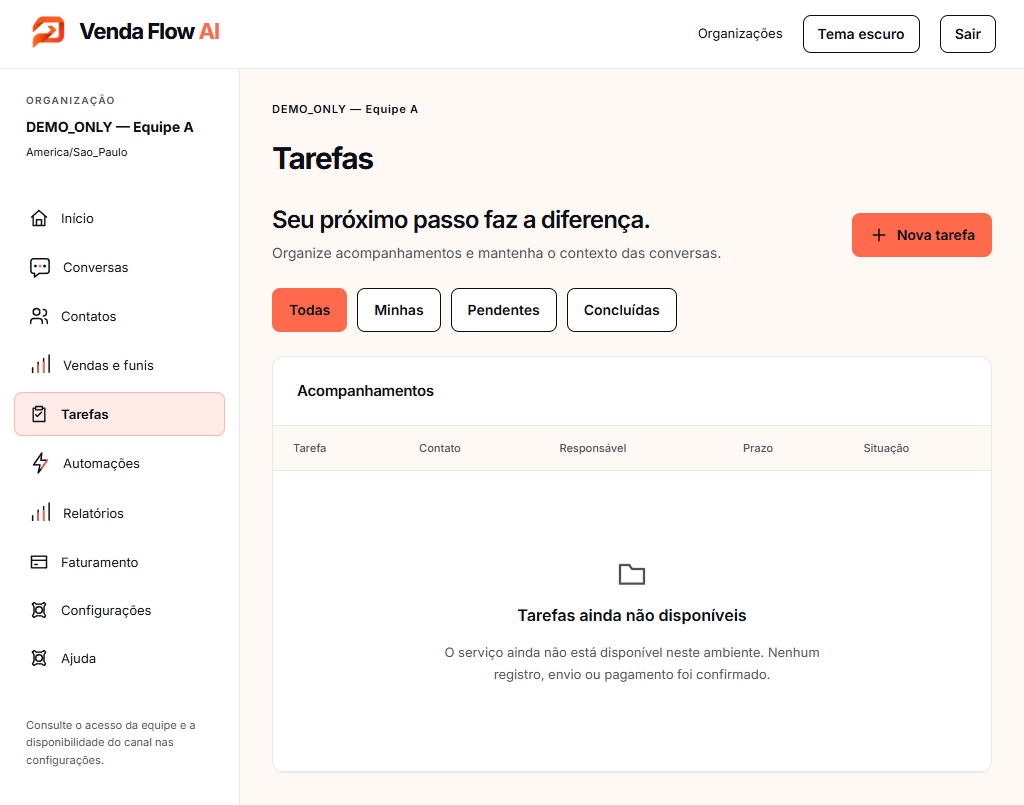 Venda Flow AI
Organizações
Tema escuro
Sair
ORGANIZAÇÃO
DEMO_ONLY — Equipe A
America/Sao_Paulo
Início
Conversas
Contatos
Vendas e funis
Tarefas
Automações
Relatórios
Faturamento
Configurações
Ajuda
Consulte o acesso da equipe e a
disponibilidade do canal nas
configurações.
DEMO_ONLY — Equipe A
Tarefas
Seu próximo passo faz a diferença.
Organize acompanhamentos e mantenha o contexto das conversas.
+ Nova tarefa
Todas
Minhas
Pendentes
Concluídas
Acompanhamentos
Tarefa Contato Responsável Prazo Situação
Tarefas ainda não disponíveis
O serviço ainda não está disponível neste ambiente. Nenhum
registro, envio ou pagamento foi confirmado.